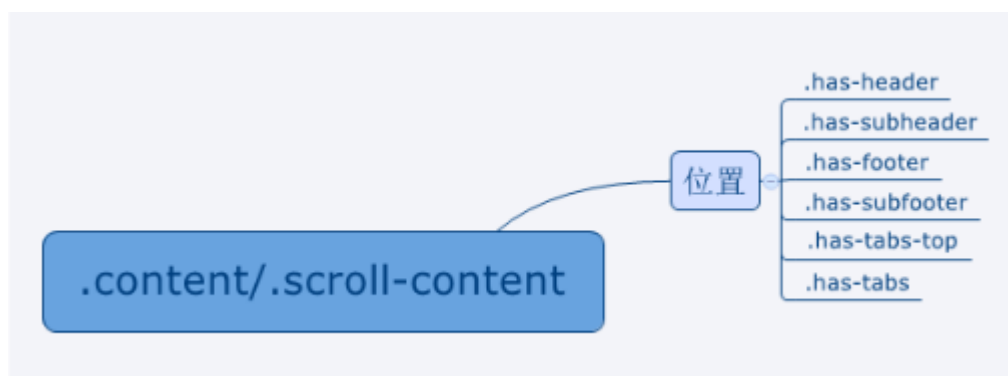 .content/.scroll-content
位置
.has-header
.has-subheader
.has-footer
.has-subfooter
.has-tabs-top
.has-tabs